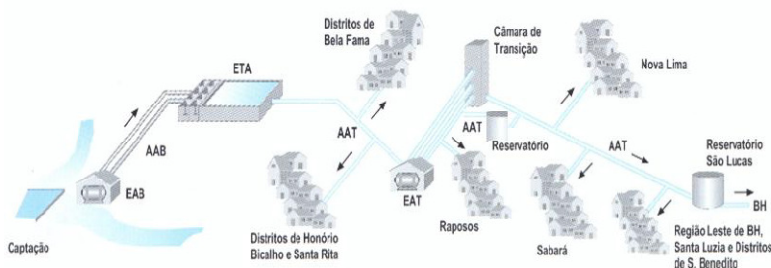 Distritos de
Bela Fama
Câmara de
Transição
Nova Lima
ETA
AAB
AAT
AAT
Reservatório
AAT
Reservatório
São Lucas
EAB
EAT
BH
Captação
Distritos de Honório
Bicalho e Santa Rita
Raposos
Sabará
Região Leste de BH,
Santa Luzia e Distritos
de S. Benedito